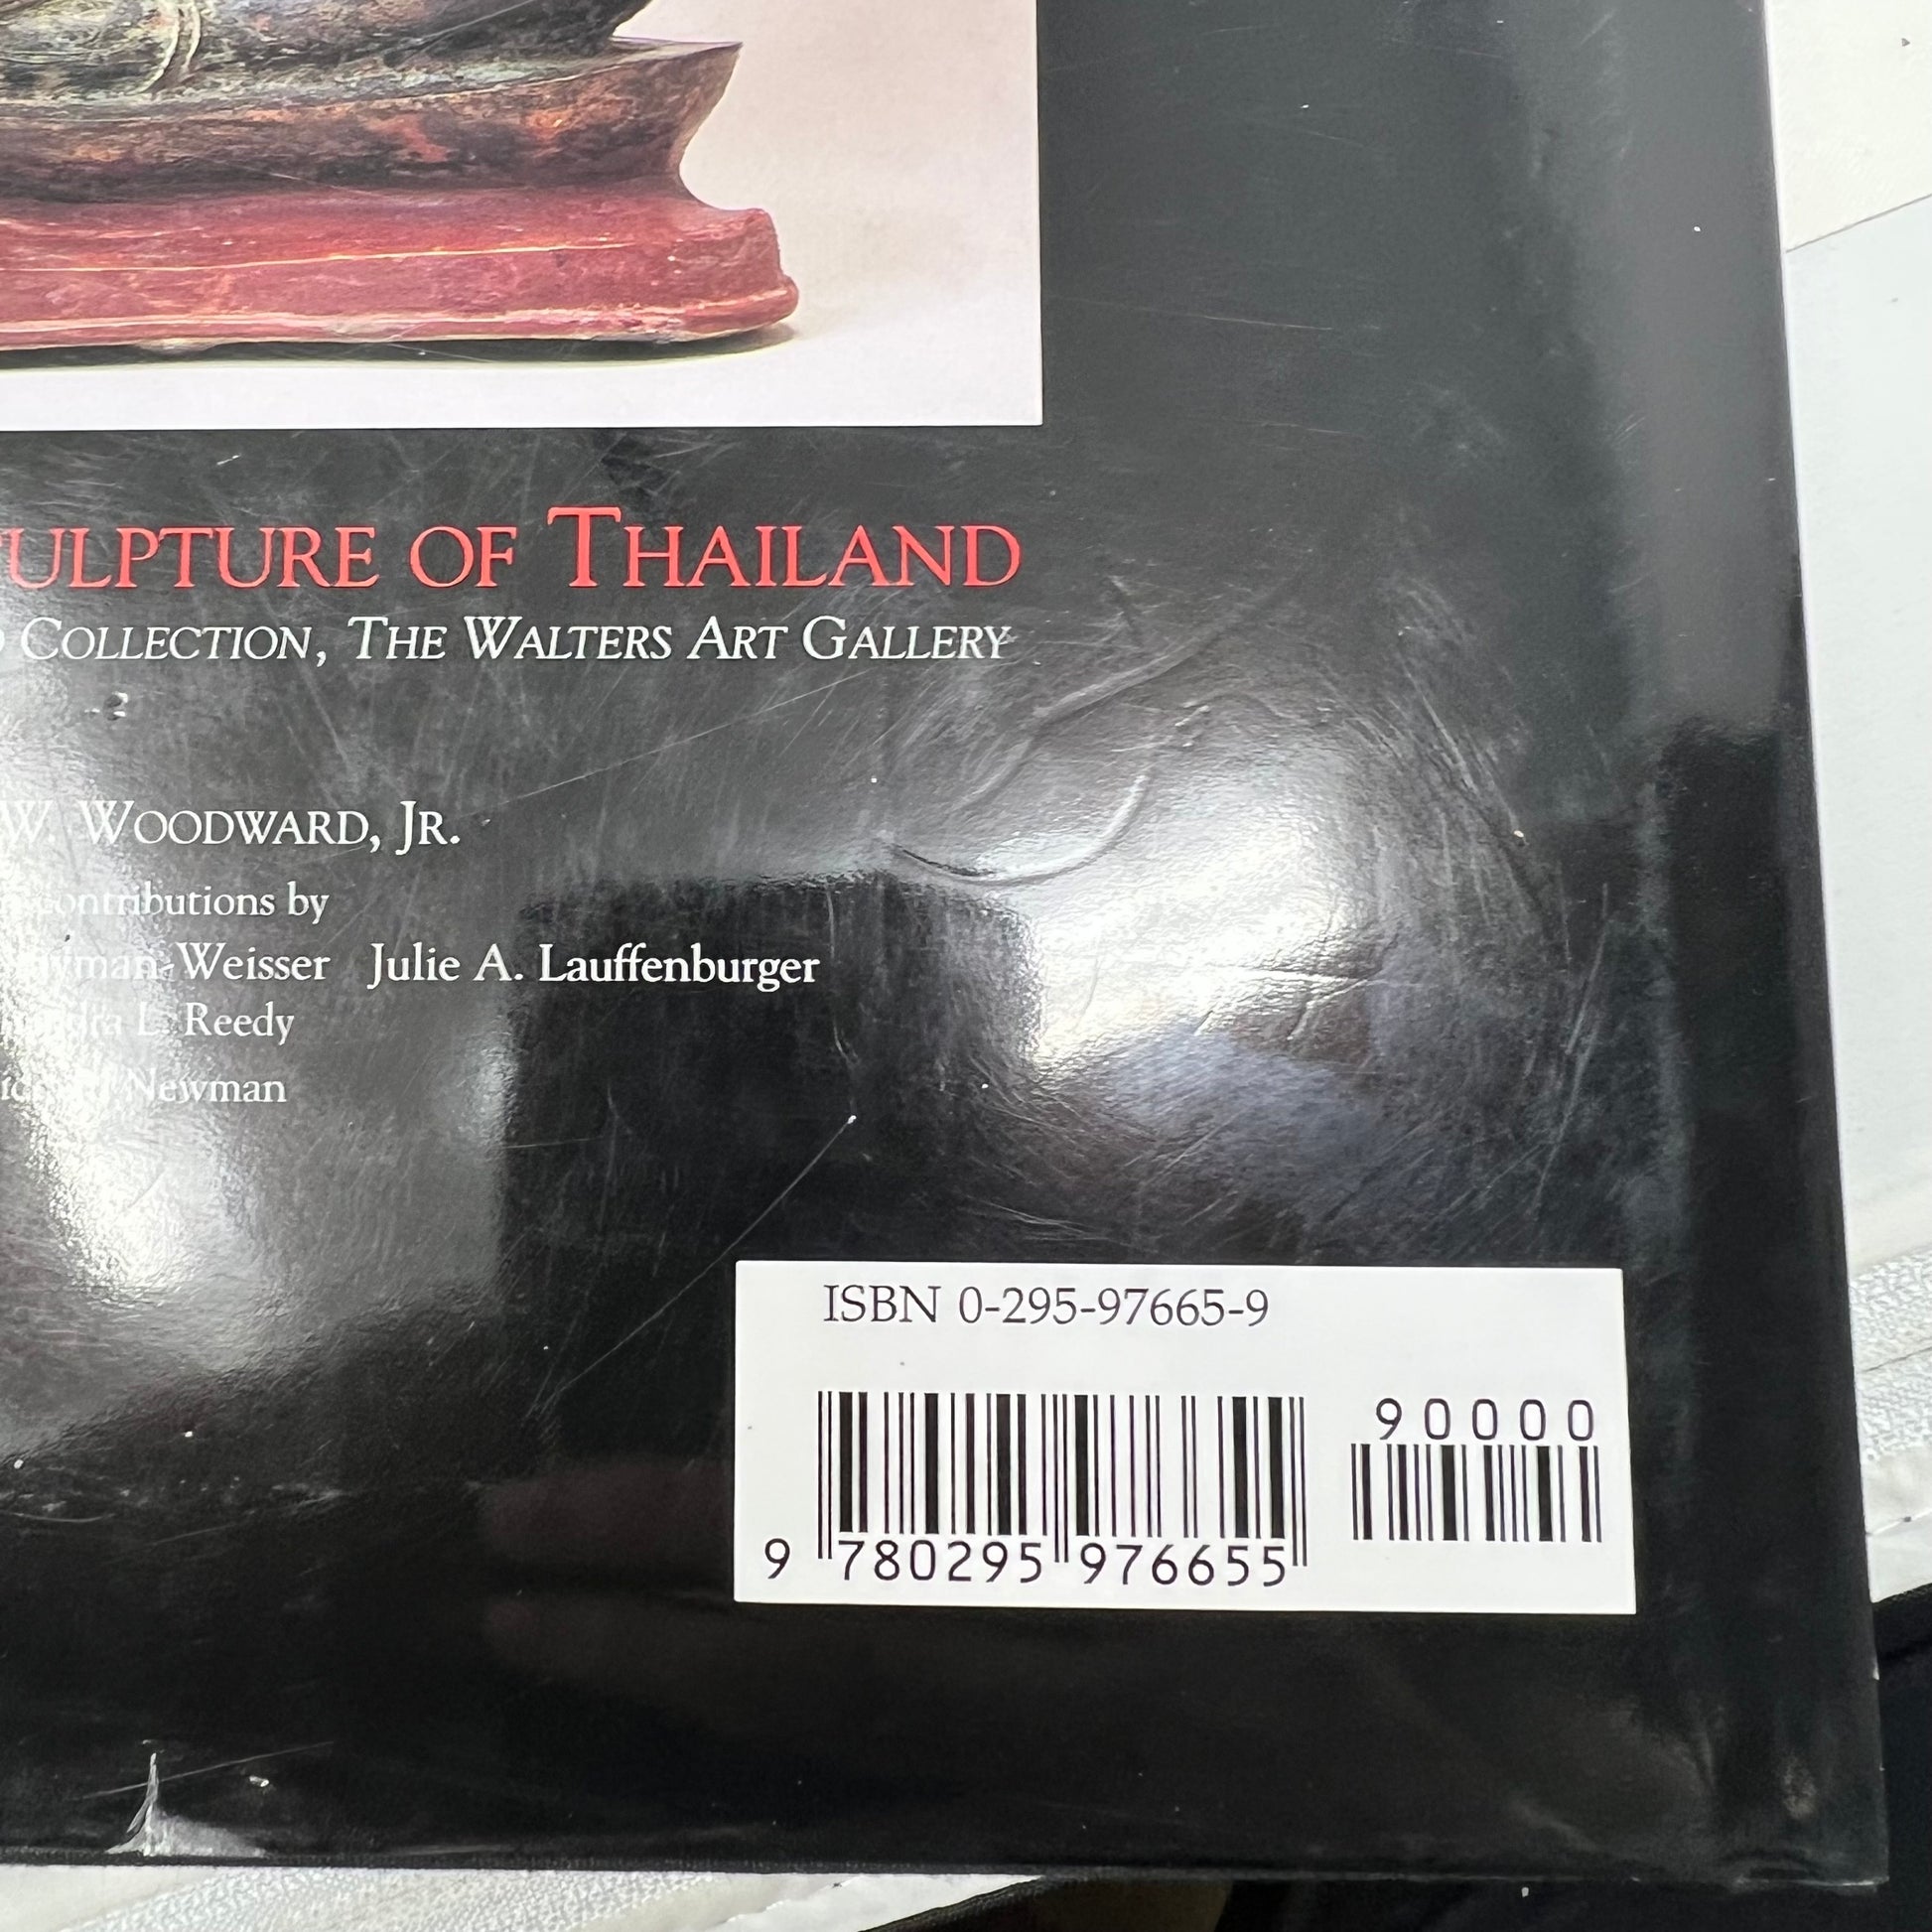 ULPTURE OF THAILAND
COLLECTION, THE WALTERS ART GALLERY
W. WOODWARD, JR.
contributions by
Weisser Julie A. Lauffenburger
L. Reedy
Newman
ISBN 0-295-97665-9
90000
9 780295 976655